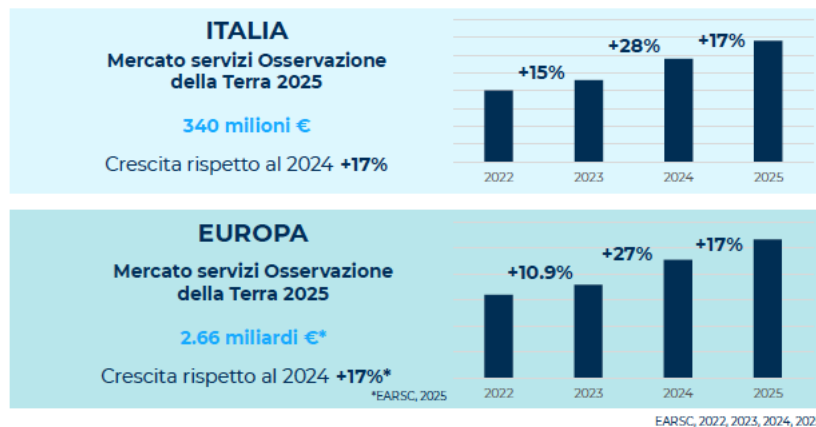 ITALIA
Mercato servizi Osservazione
della Terra 2025
340 milioni €
Crescita rispetto al 2024 +17%
+15%
+28%
+17%
2022
2023
2024
2025
EUROPA
Mercato servizi Osservazione
della Terra 2025
2.66 miliardi €*
Crescita rispetto al 2024 +17%*
*EARSC, 2025
+10.9%
+27%
+17%
2022
2023
2024
2025
EARSC, 2022, 2023, 2024,